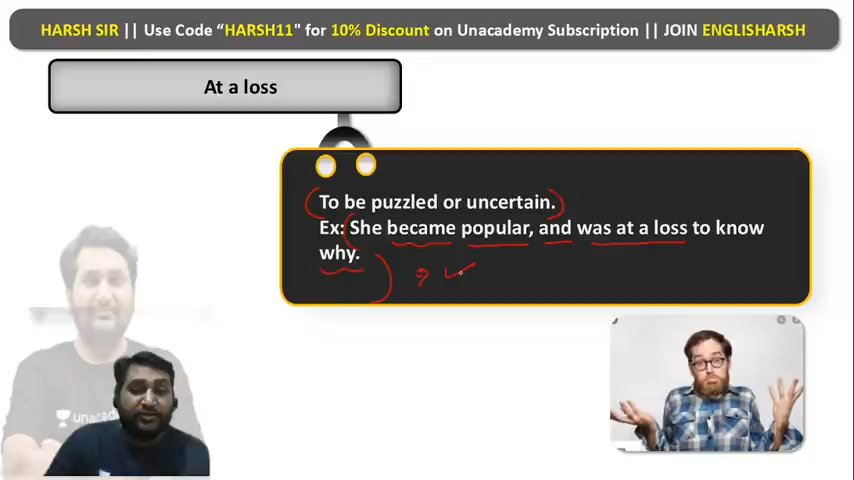 HARSH SIR || Use Code “HARSH11" for 10% Discount on Unacademy Subscription || JOIN ENGLISHARSH
At a loss
To be puzzled or uncertain.
Ex: She became popular, and was at a loss to know
why.
unacad